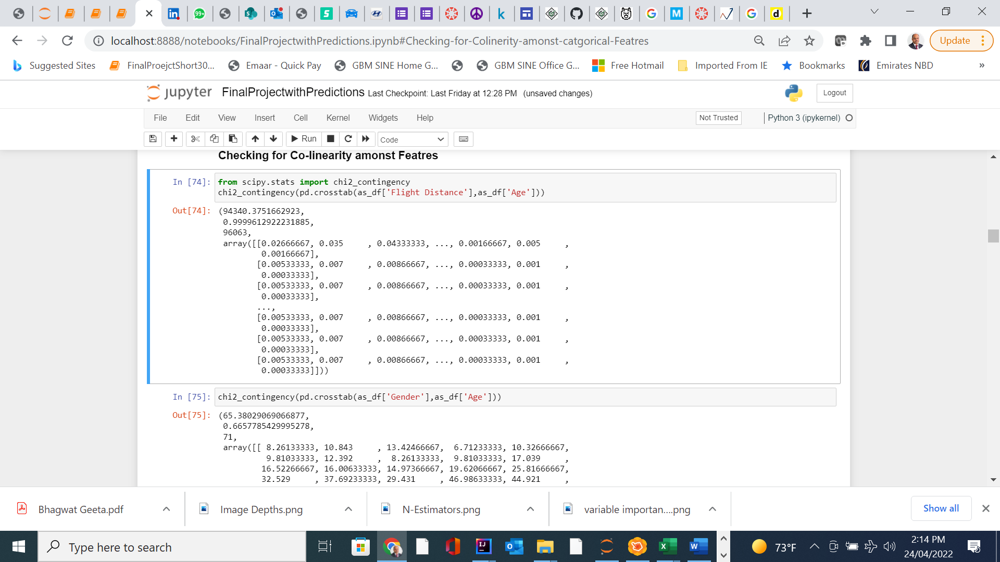 99+
localhost:8888/notebooks/FinalProjectwithPredictions.ipynb#Checking-for-Colinerity-amonst-catgorical-Featres
Update
Suggested Sites
FinalProejctShort30...
Emaar - Quick Pay
GBM SINE Home G...
GBM SINE Office G...
Free Hotmail
Imported From IE
Bookmarks
Emirates NBD
»
jupyter FinalProjectwithPredictions Last Checkpoint: Last Friday at 12:28 PM (unsaved changes)
Logout
File Edit View Insert Cell Kernel Widgets Help
Not Trusted
Python 3 (ipykernel)
Run
Code
Checking for Co-linearity amonst Featres
In [74]: from scipy.stats import chi2_contingency
chi2_contingency(pd.crosstab(as_df['Flight Distance'],as_df['Age']))
Out[74]: (94340.3751662923,
0.9999612922231885,
96063,
array([[0.02666667, 0.035     , 0.04333333, ..., 0.00166667, 0.005     ,
0.00166667],
[0.00533333, 0.007     , 0.00866667, ..., 0.00033333, 0.001     ,
0.00033333],
[0.00533333, 0.007     , 0.00866667, ..., 0.00033333, 0.001     ,
0.00033333],
...,
[0.00533333, 0.007     , 0.00866667, ..., 0.00033333, 0.001     ,
0.00033333],
[0.00533333, 0.007     , 0.00866667, ..., 0.00033333, 0.001     ,
0.00033333],
[0.00533333, 0.007     , 0.00866667, ..., 0.00033333, 0.001     ,
0.00033333]]))
In [75]: chi2_contingency(pd.crosstab(as_df['Gender'],as_df['Age']))
Out[75]: (65.38029069066877,
0.6657785429995278,
71,
array([[ 8.26133333, 10.843     , 13.42466667,  6.71233333, 10.32666667,
9.81033333, 12.392     ,  8.26133333,  9.81033333, 17.039     ,
16.52266667, 16.00633333, 14.97366667, 19.62066667, 25.81666667,
32.529     , 37.69233333, 29.431     , 46.98633333, 44.921     ,
Bhagwat Geeta.pdf
Image Depths.png
N-Estimators.png
variable importan....png
Show all
Type here to search
73°F
2:14 PM
24/04/2022